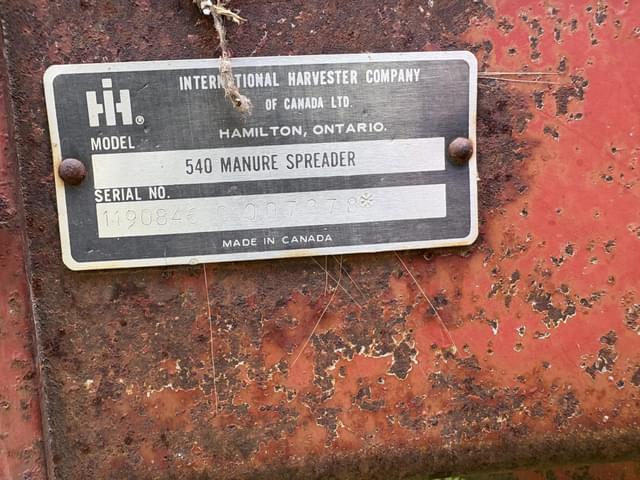 INTERNATIONAL HARVESTER COMPANY
OF CANADA LTD.
IH®
HAMILTON, ONTARIO.
MODEL
540 MANURE SPREADER
SERIAL NO.
MADE IN CANADA